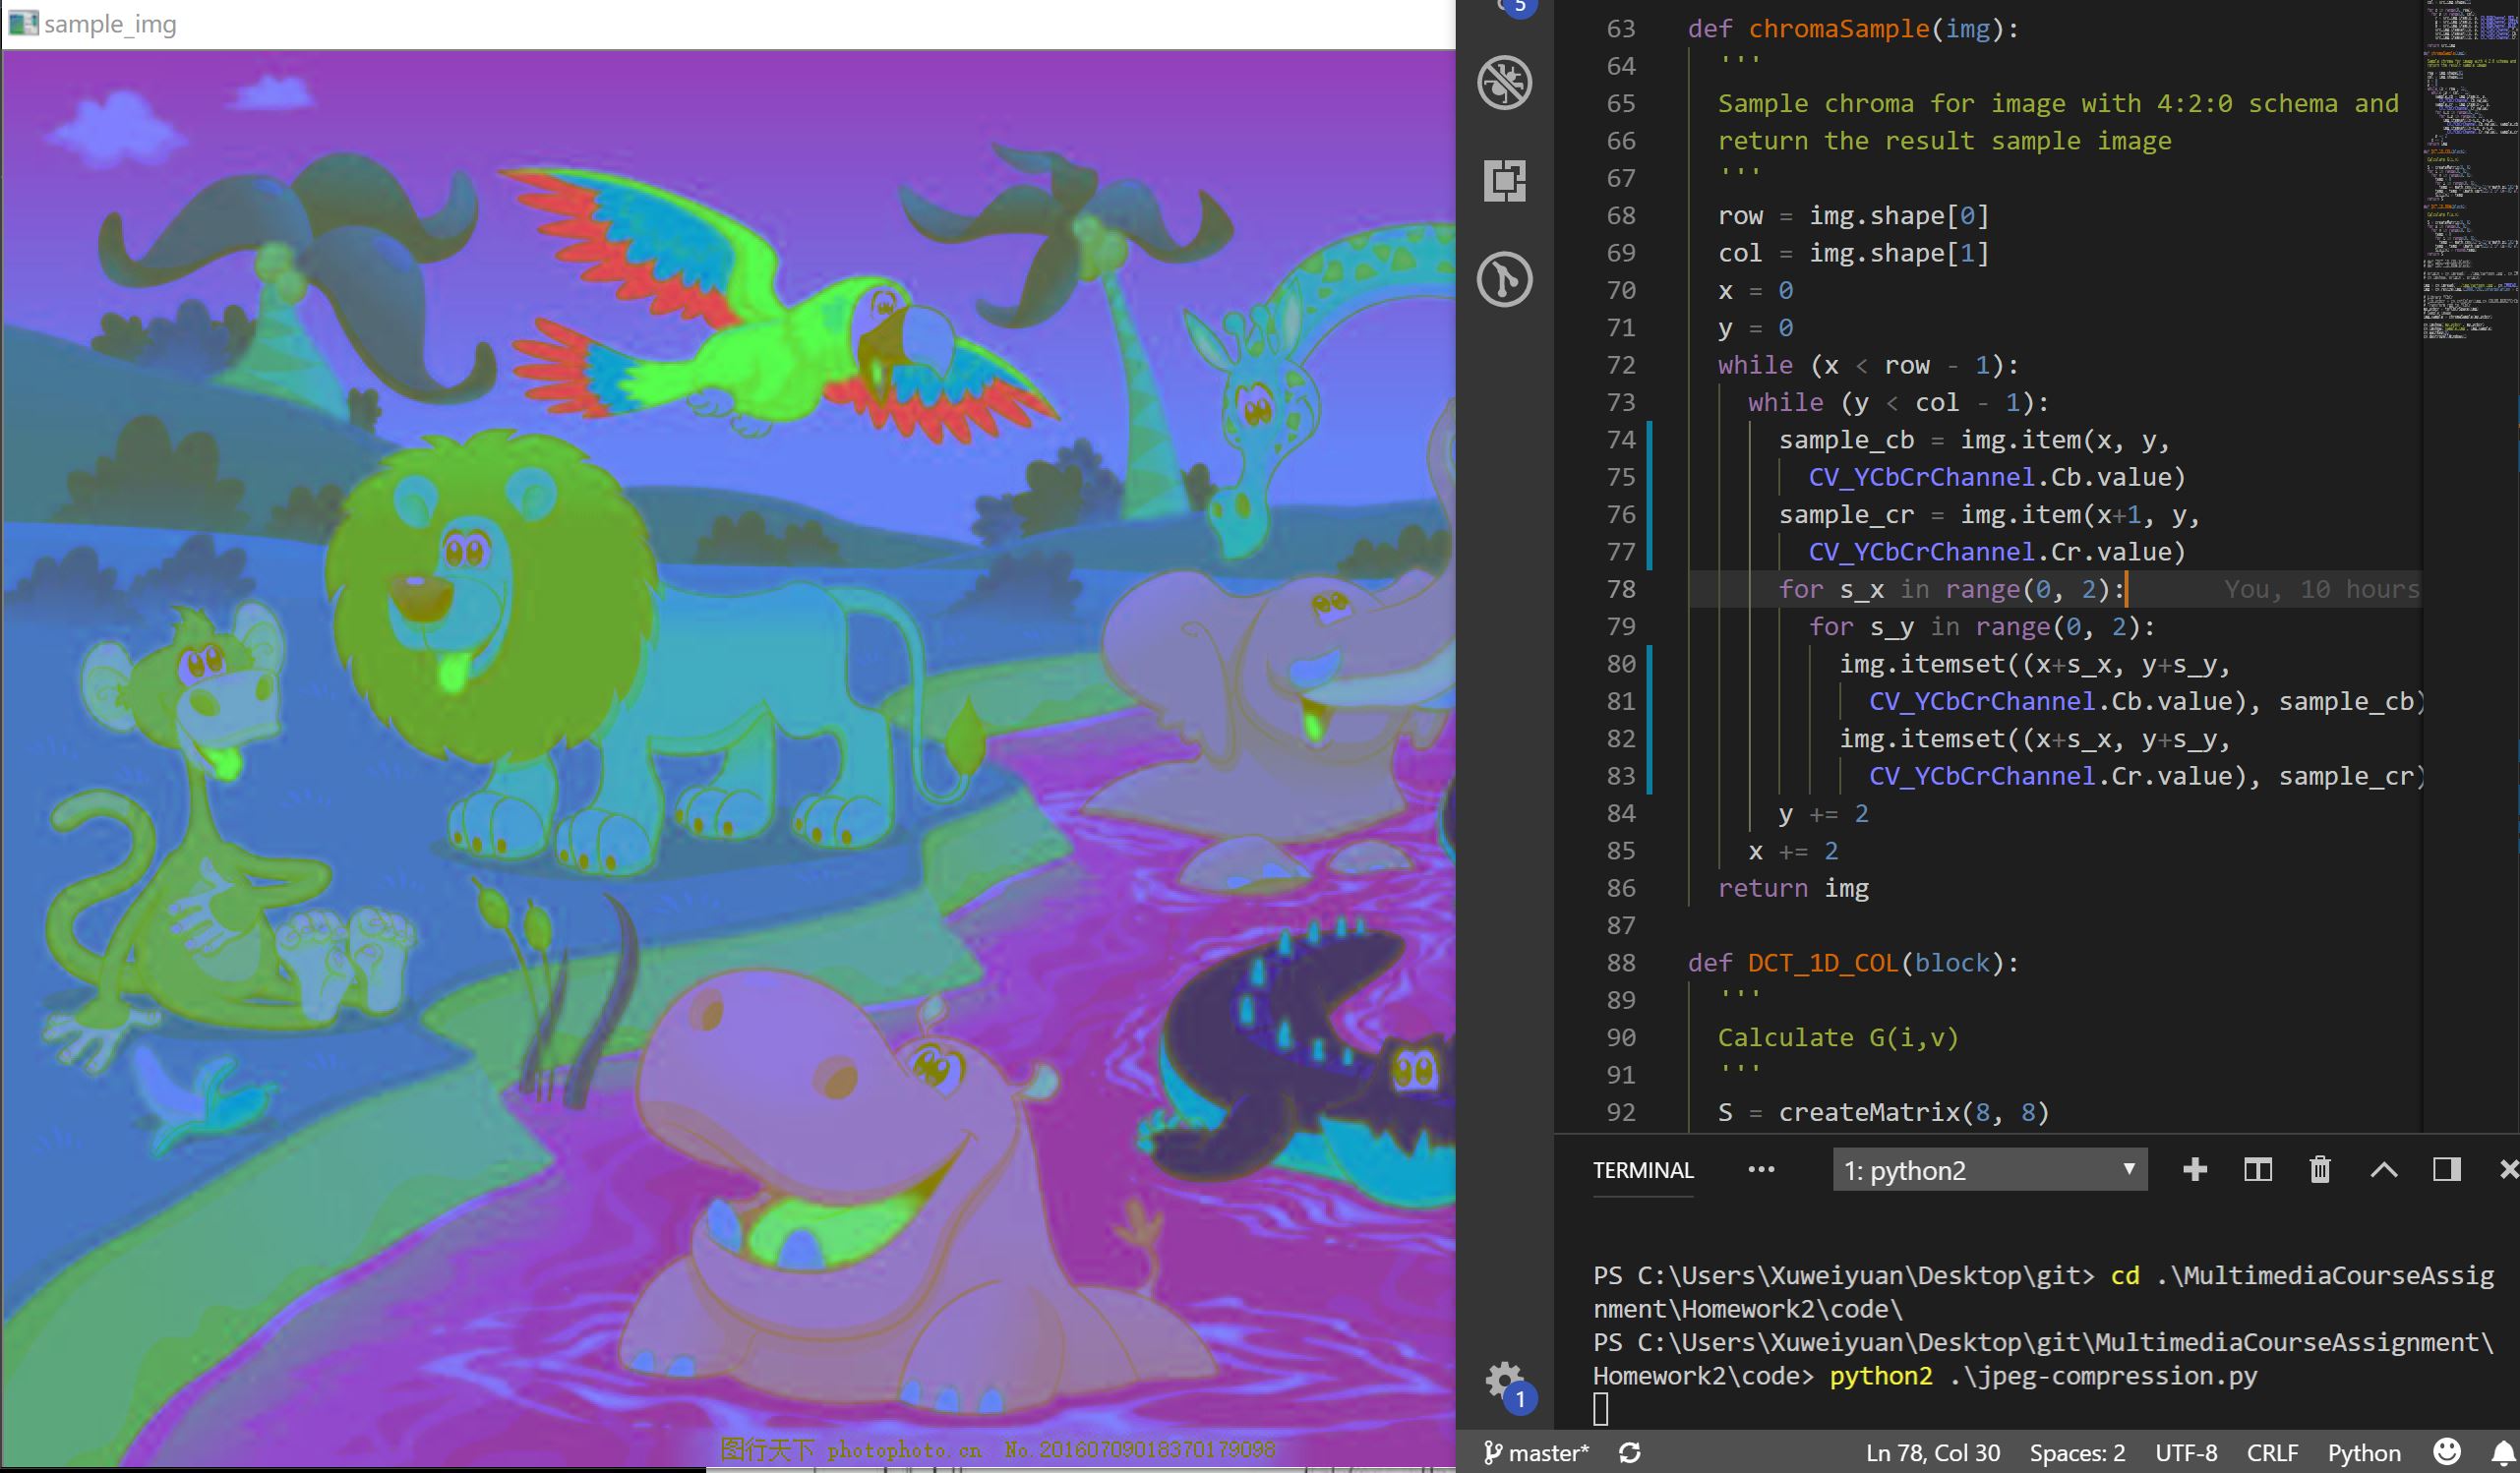 sample_img
图行天下 photophoto.cn No.20160709018370179098
5
63 def chromaSample(img):
64 '''
65 Sample chroma for image with 4:2:0 schema and
66 return the result sample image
67 '''
68 row = img.shape[0]
69 col = img.shape[1]
70 x = 0
71 y = 0
72 while (x < row - 1):
73 while (y < col - 1):
74 sample_cb = img.item(x, y,
75 CV_YCbCrChannel.Cb.value)
76 sample_cr = img.item(x+1, y,
77 CV_YCbCrChannel.Cr.value)
78 for s_x in range(0, 2): You, 10 hours
79 for s_y in range(0, 2):
80 img.itemset((x+s_x, y+s_y,
81 CV_YCbCrChannel.Cb.value), sample_cb)
82 img.itemset((x+s_x, y+s_y,
83 CV_YCbCrChannel.Cr.value), sample_cr)
84 y += 2
85 x += 2
86 return img
87
88 def DCT_1D_COL(block):
89 '''
90 Calculate G(i,v)
91 '''
92 S = createMatrix(8, 8)
TERMINAL ••• 1: python2
PS C:\Users\Xuweiyuan\Desktop\git> cd .\MultimediaCourseAssig
nment\Homework2\code\
PS C:\Users\Xuweiyuan\Desktop\git\MultimediaCourseAssignment\
Homework2\code> python2 .\jpeg-compression.py
1
master* Ln 78, Col 30 Spaces: 2 UTF-8 CRLF Python